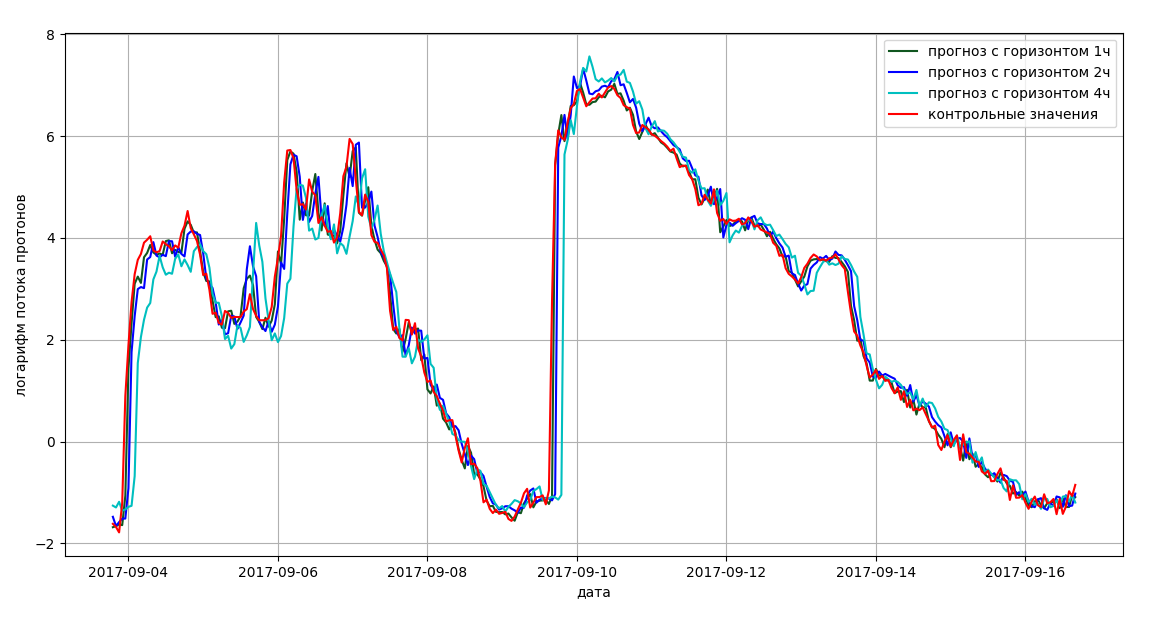 8
6
4
2
0
−2
логарифм потока протонов
прогноз с горизонтом 1ч
прогноз с горизонтом 2ч
прогноз с горизонтом 4ч
контрольные значения
2017-09-04 2017-09-06 2017-09-08 2017-09-10 2017-09-12 2017-09-14 2017-09-16
дата